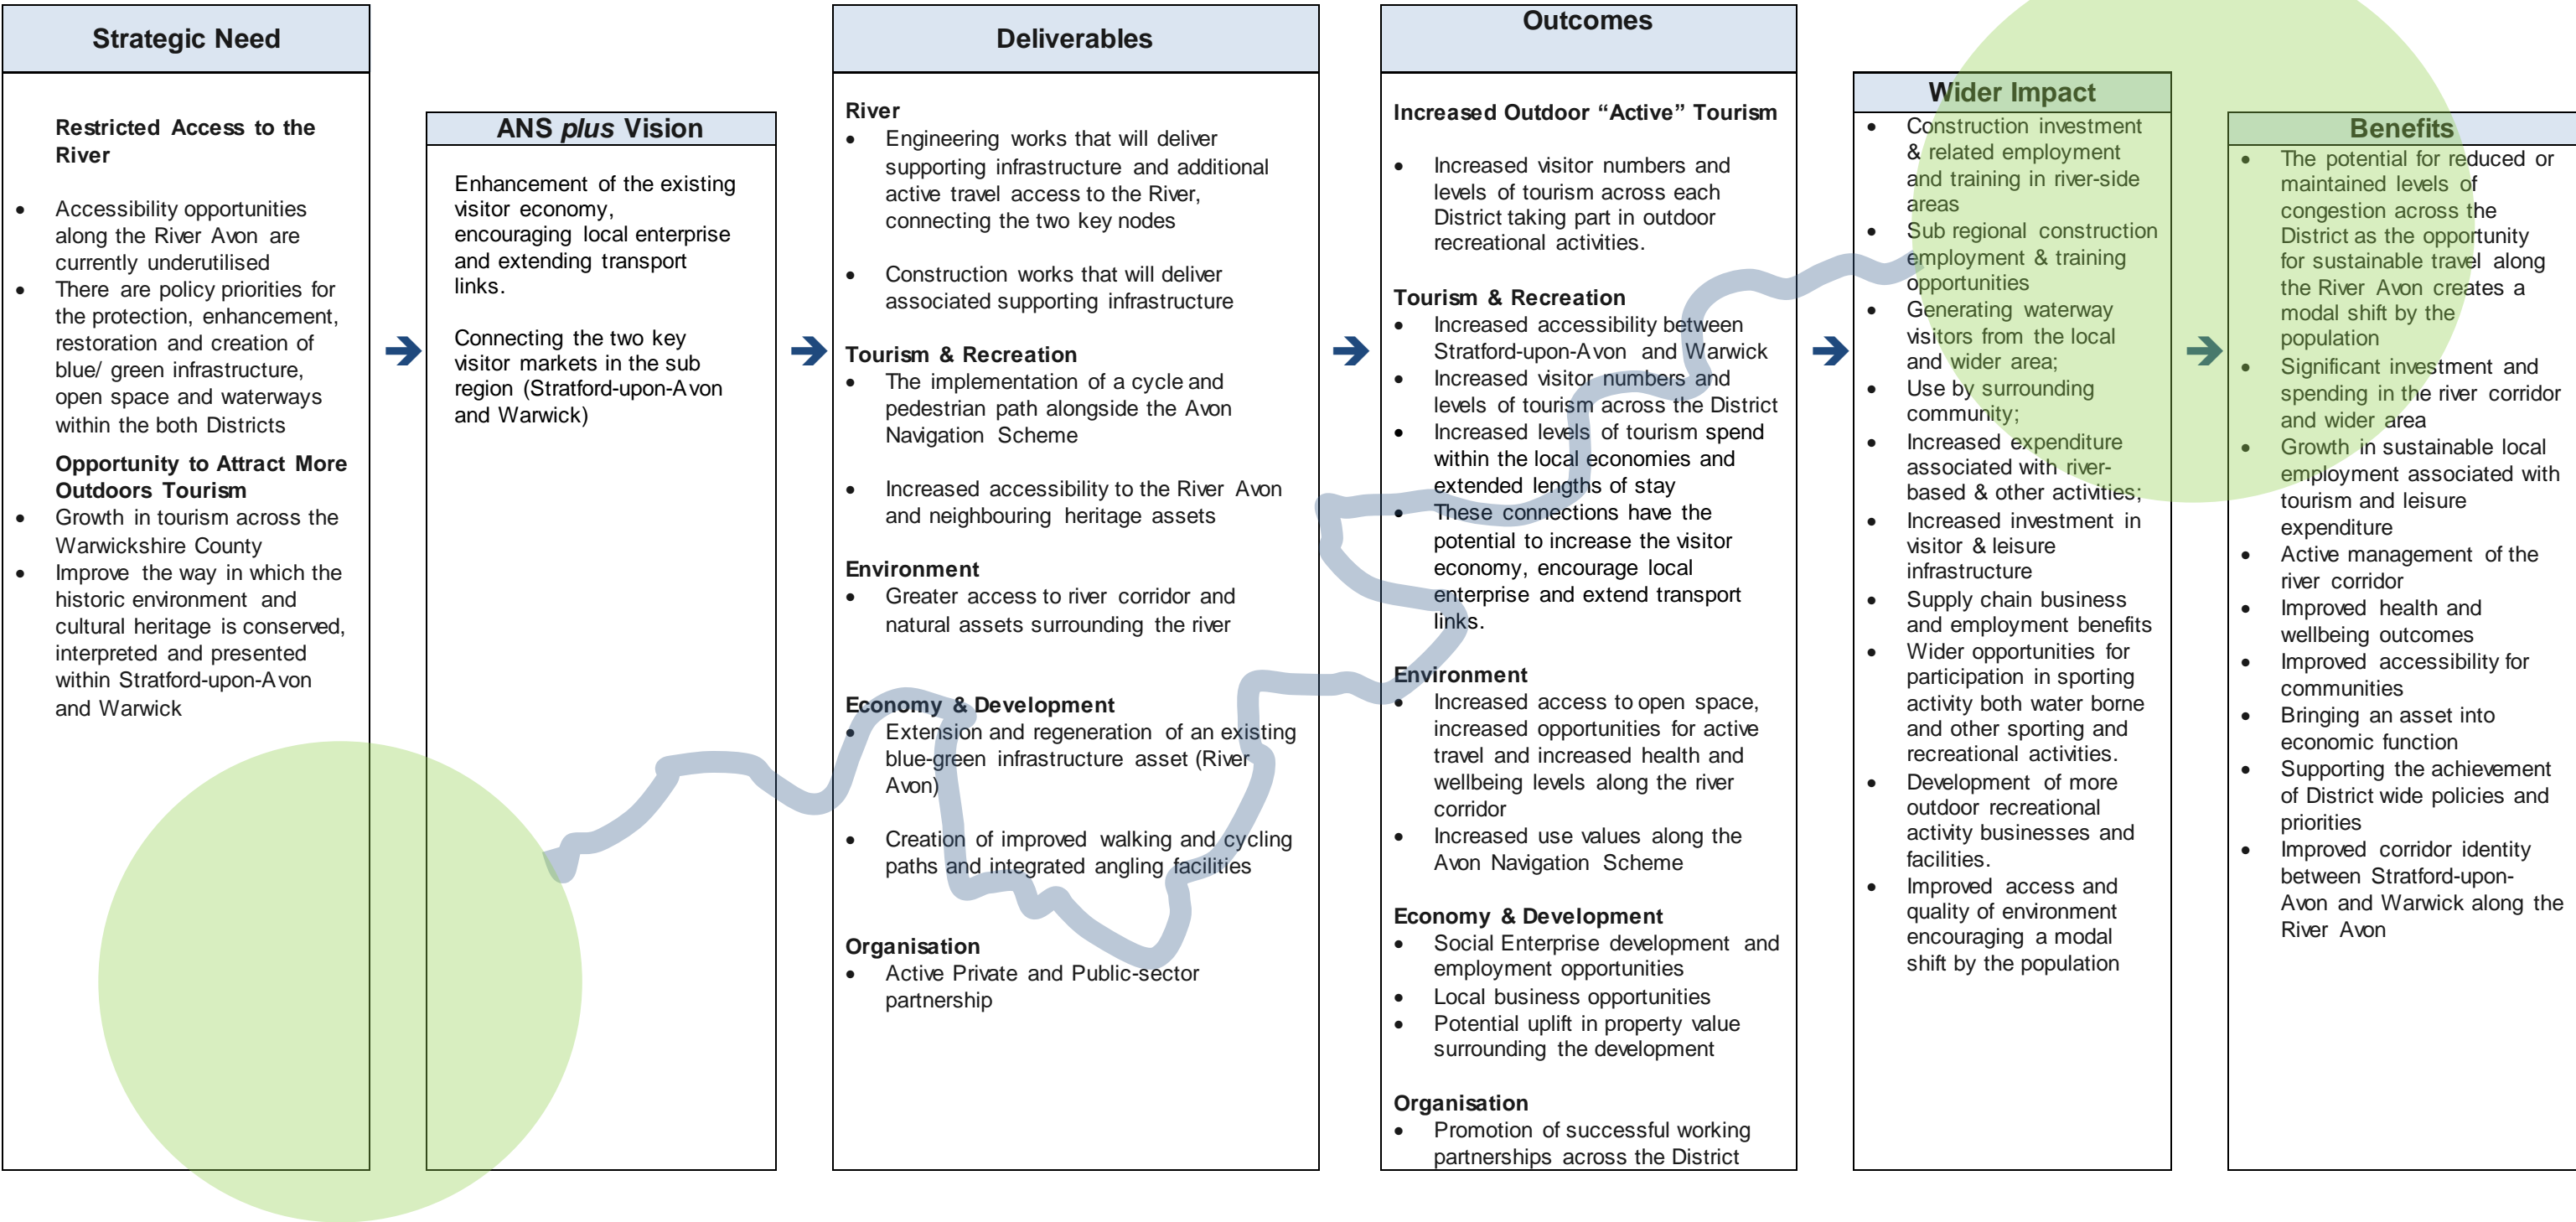 Strategic Need
Restricted Access to the
River
• Accessibility opportunities
along the River Avon are
currently underutilised
• There are policy priorities for
the protection, enhancement,
restoration and creation of
blue/ green infrastructure,
open space and waterways
within the both Districts
Opportunity to Attract More
Outdoors Tourism
• Growth in tourism across the
Warwickshire County
• Improve the way in which the
historic environment and
cultural heritage is conserved,
interpreted and presented
within Stratford-upon-Avon
and Warwick
ANS plus Vision
Enhancement of the existing
visitor economy,
encouraging local enterprise
and extending transport
links.
Connecting the two key
visitor markets in the sub
region (Stratford-upon-Avon
and Warwick)
Deliverables
River
• Engineering works that will deliver
supporting infrastructure and additional
active travel access to the River,
connecting the two key nodes
• Construction works that will deliver
associated supporting infrastructure
Tourism & Recreation
• The implementation of a cycle and
pedestrian path alongside the Avon
Navigation Scheme
• Increased accessibility to the River Avon
and neighbouring heritage assets
Environment
• Greater access to river corridor and
natural assets surrounding the river
Economy & Development
• Extension and regeneration of an existing
blue-green infrastructure asset (River
Avon)
• Creation of improved walking and cycling
paths and integrated angling facilities
Organisation
• Active Private and Public-sector
partnership
Outcomes
Increased Outdoor “Active” Tourism
• Increased visitor numbers and
levels of tourism across each
District taking part in outdoor
recreational activities.
Tourism & Recreation
• Increased accessibility between
Stratford-upon-Avon and Warwick
• Increased visitor numbers and
levels of tourism across the District
• Increased levels of tourism spend
within the local economies and
extended lengths of stay
• These connections have the
potential to increase the visitor
economy, encourage local
enterprise and extend transport
links.
Environment
• Increased access to open space,
increased opportunities for active
travel and increased health and
wellbeing levels along the river
corridor
• Increased use values along the
Avon Navigation Scheme
Economy & Development
• Social Enterprise development and
employment opportunities
• Local business opportunities
• Potential uplift in property value
surrounding the development
Organisation
• Promotion of successful working
partnerships across the District
Wider Impact
• Construction investment
& related employment
and training in river-side
areas
• Sub regional construction
employment & training
opportunities
• Generating waterway
visitors from the local
and wider area;
• Use by surrounding
community;
• Increased expenditure
associated with river-
based & other activities;
• Increased investment in
visitor & leisure
infrastructure
• Supply chain business
and employment benefits
• Wider opportunities for
participation in sporting
activity both water borne
and other sporting and
recreational activities.
• Development of more
outdoor recreational
activity businesses and
facilities.
• Improved access and
quality of environment
encouraging a modal
shift by the population
Benefits
• The potential for reduced or
maintained levels of
congestion across the
District as the opportunity
for sustainable travel along
the River Avon creates a
modal shift by the
population
• Significant investment and
spending in the river corridor
and wider area
• Growth in sustainable local
employment associated with
tourism and leisure
expenditure
• Active management of the
river corridor
• Improved health and
wellbeing outcomes
• Improved accessibility for
communities
• Bringing an asset into
economic function
• Supporting the achievement
of District wide policies and
priorities
• Improved corridor identity
between Stratford-upon-
Avon and Warwick along the
River Avon